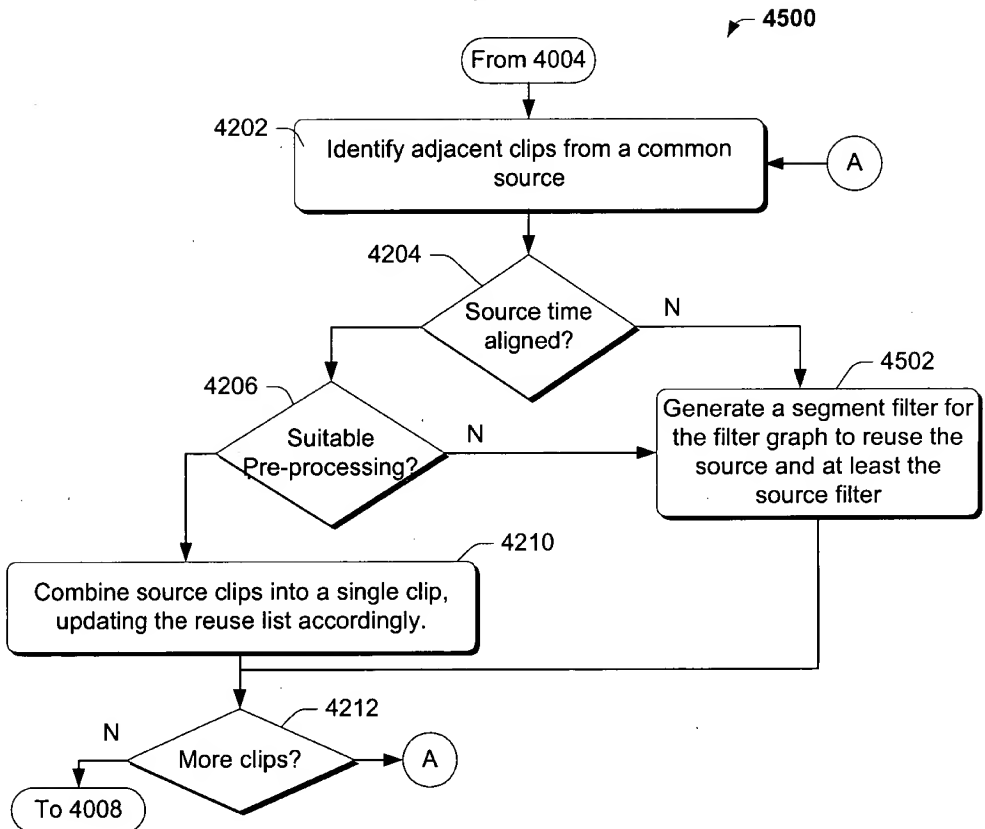 4500
From 4004
4202
Identify adjacent clips from a common
source
A
4204
Source time
aligned?
N
4206
Suitable
Pre-processing?
N
4502
Generate a segment filter for
the filter graph to reuse the
source and at least the
source filter
4210
Combine source clips into a single clip,
updating the reuse list accordingly.
4212
N
More clips?
A
To 4008